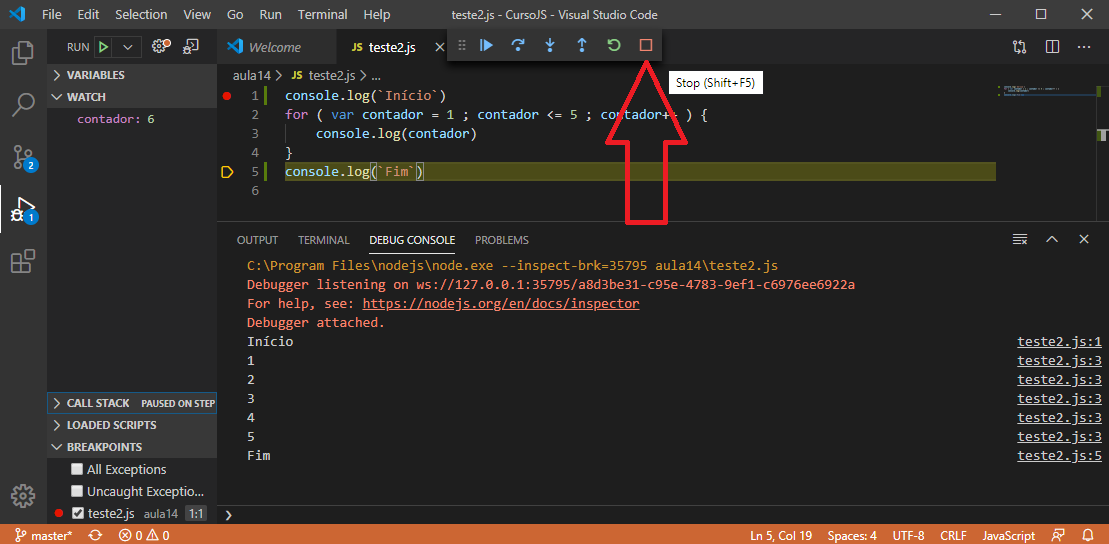 File Edit Selection View Go Run Terminal Help teste2.js - CursoJS - Visual Studio Code
RUN
Welcome
JS teste2.js
Stop (Shift+F5)
VARIABLES
WATCH
contador: 6
aula14 > JS teste2.js > ...
1 console.log(`Início`)
2 for ( var contador = 1 ; contador <= 5 ; contador++ ) {
3 console.log(contador)
4 }
5 console.log(`Fim`)
6
OUTPUT TERMINAL DEBUG CONSOLE PROBLEMS
C:\Program Files\nodejs\node.exe --inspect-brk=35795 aula14\teste2.js
Debugger listening on ws://127.0.0.1:35795/a8d3be31-c95e-4783-9ef1-c6976ee6922a
For help, see: https://nodejs.org/en/docs/inspector
Debugger attached.
Início teste2.js:1
1 teste2.js:3
2 teste2.js:3
3 teste2.js:3
4 teste2.js:3
5 teste2.js:3
Fim teste2.js:5
>
2
1
CALL STACK PAUSED ON STEP
LOADED SCRIPTS
BREAKPOINTS
All Exceptions
Uncaught Exceptio...
teste2.js aula14 1:1
master* 0 0 Ln 5, Col 19 Spaces: 4 UTF-8 CRLF JavaScript